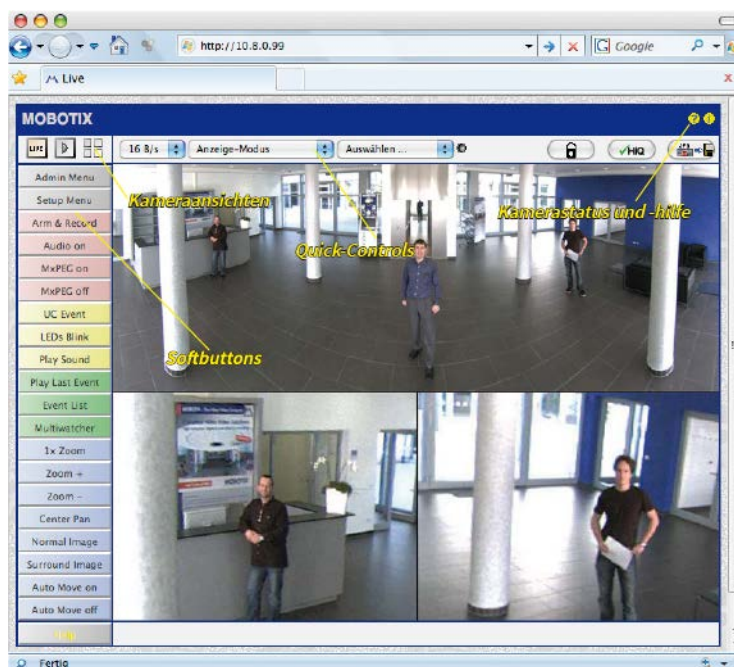 http://10.8.0.99
Google
Live
MOBOTIX
LIVE
16 B/s
Anzeige-Modus
Auswählen ...
HIQ
Admin Menu
Setup Menu
Arm & Record
Audio on
MxPEG on
MxPEG off
UC Event
LEDs Blink
Play Sound
Play Last Event
Event List
Multiwatcher
1x Zoom
Zoom +
Zoom -
Center Pan
Normal Image
Surround Image
Auto Move on
Auto Move off
Kameraansichten
Quick-Controls
Kamerastatus und -hilfe
Softbuttons
MOBOTIX
Fertig